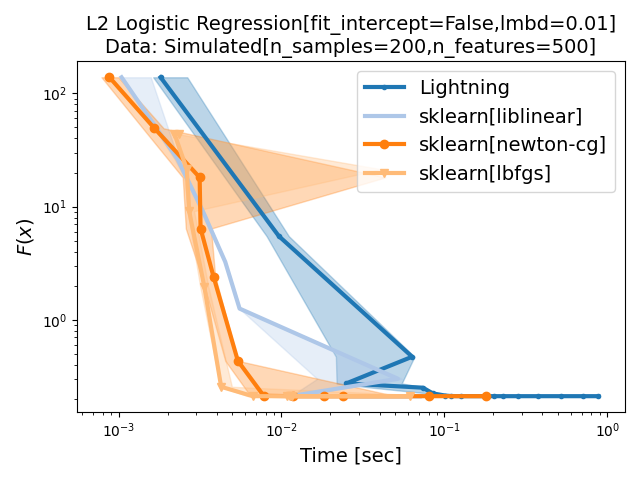 L2 Logistic Regression[fit_intercept=False,lmbd=0.01]
Data: Simulated[n_samples=200,n_features=500]
Lightning
sklearn[liblinear]
sklearn[newton-cg]
sklearn[lbfgs]
F(x)
10²
10¹
10⁰
10⁻³
10⁻²
10⁻¹
10⁰
Time [sec]